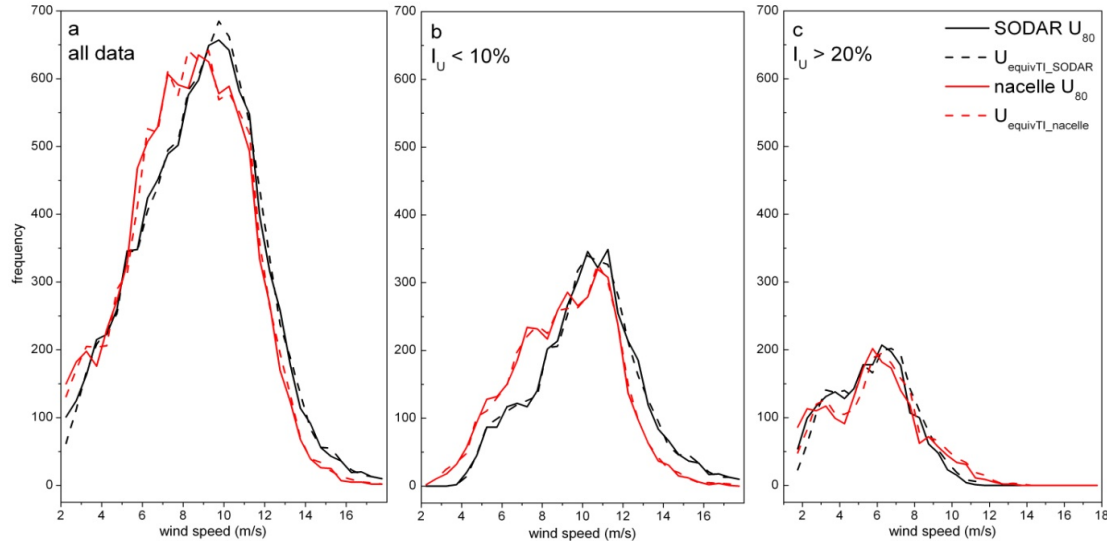 a
all data
b
I_U < 10%
c
I_U > 20%
SODAR U_80
U_equivTI_SODAR
nacelle U_80
U_equivTI_nacelle
frequency
700
600
500
400
300
200
100
0
2 4 6 8 10 12 14 16
wind speed (m/s)
700
600
500
400
300
200
100
0
2 4 6 8 10 12 14 16
wind speed (m/s)
700
600
500
400
300
200
100
0
2 4 6 8 10 12 14 16 18
wind speed (m/s)